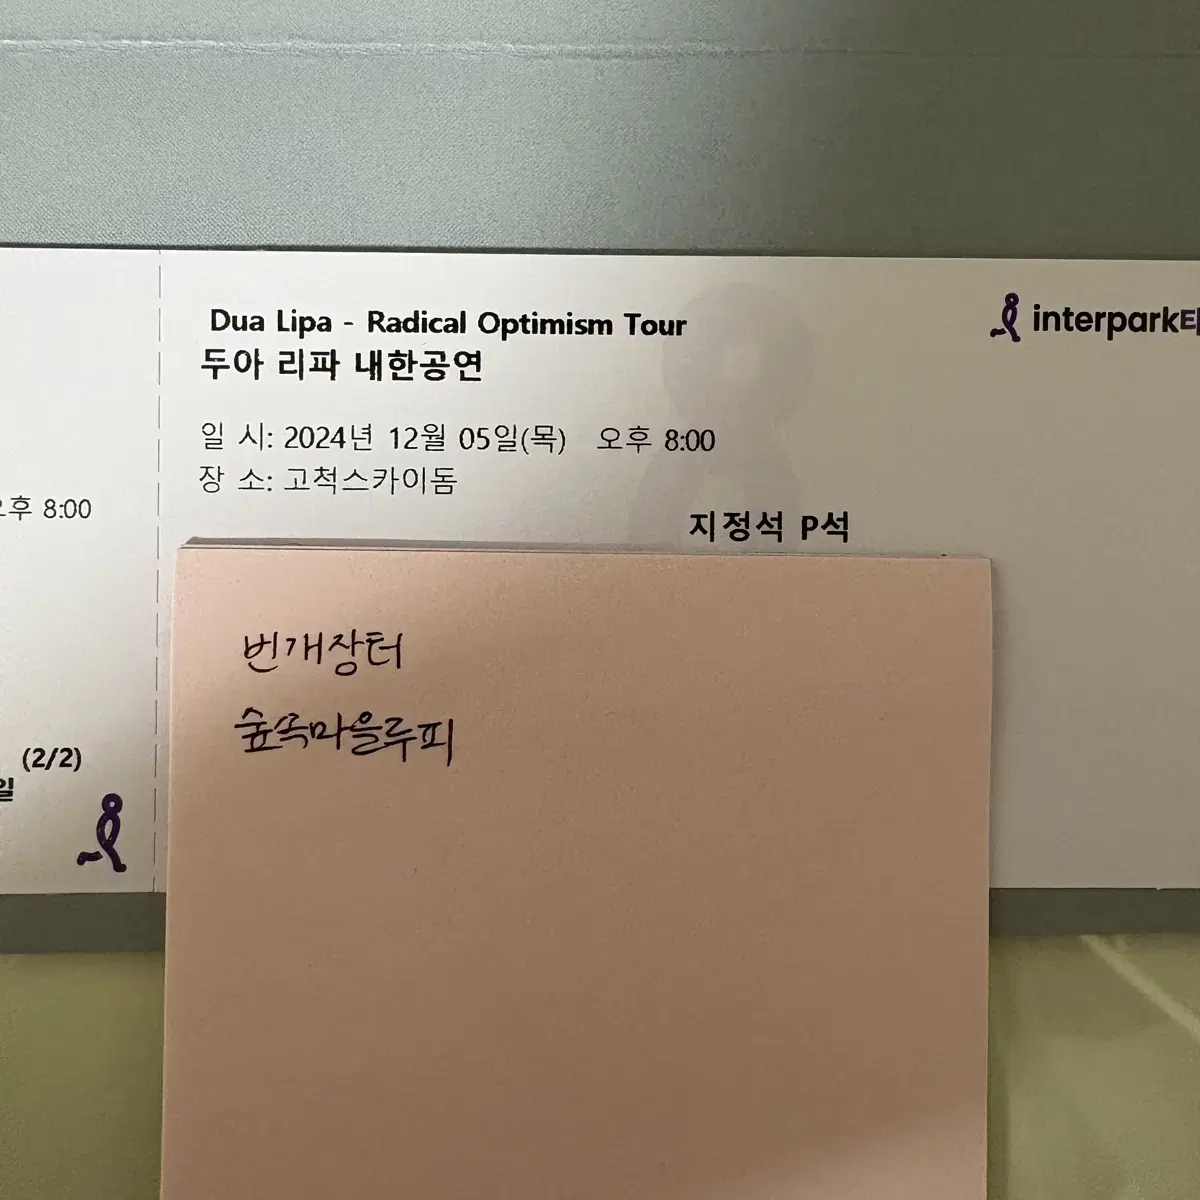 Dua Lipa - Radical Optimism Tour
interpark티
두아 리파 내한공연
일 시: 2024년 12월 05일(목) 오후 8:00
장 소: 고척스카이돔
오후 8:00
지정석 P석
번개장터
숲속마을루피
(2/2)
일